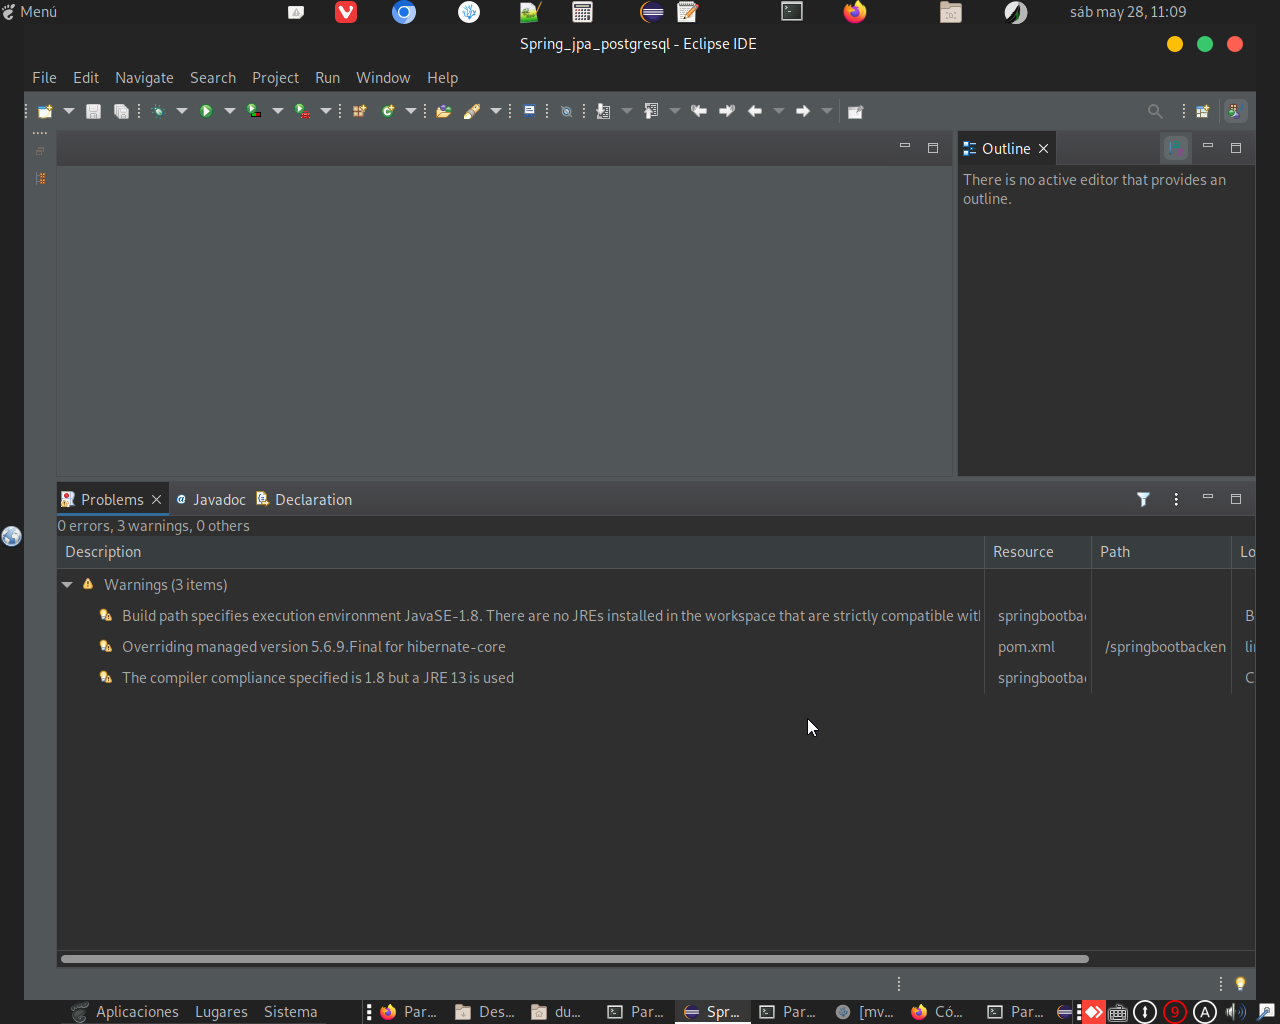 Menú
sáb may 28, 11:09
Spring_jpa_postgresql - Eclipse IDE
File Edit Navigate Search Project Run Window Help
Outline
There is no active editor that provides an
outline.
Problems Javadoc Declaration
0 errors, 3 warnings, 0 others
Description Resource Path Lo
Warnings (3 items)
Build path specifies execution environment JavaSE-1.8. There are no JREs installed in the workspace that are strictly compatible wit springbootba B
Overriding managed version 5.6.9.Final for hibernate-core pom.xml /springbootbacken li
The compiler compliance specified is 1.8 but a JRE 13 is used springbootba C
Aplicaciones Lugares Sistema Par... Des... du... Par... Spr... Par... [mv... Có... Par... 9 A